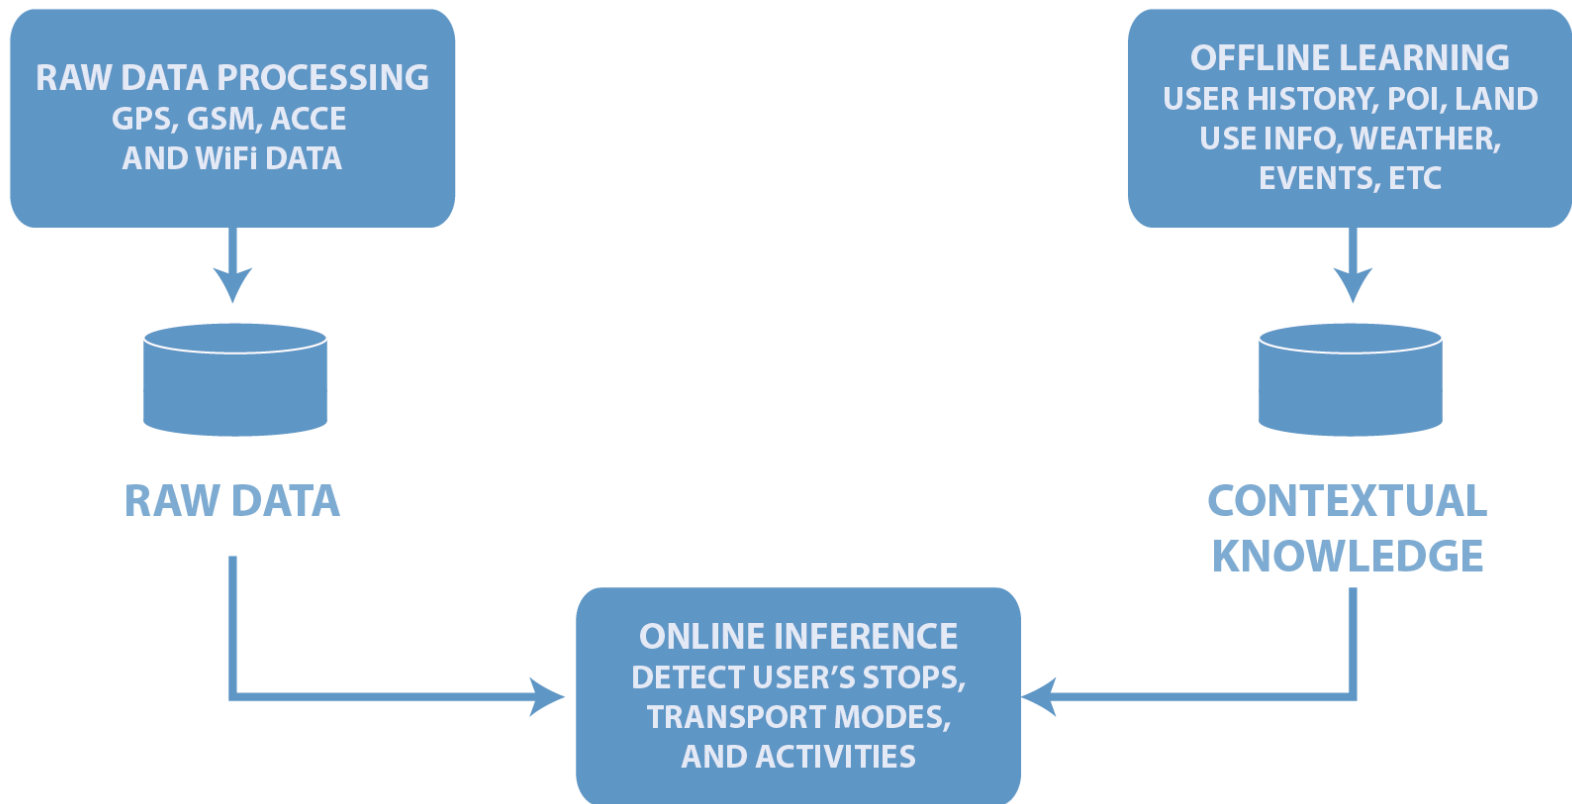 RAW DATA PROCESSING
GPS, GSM, ACCE
AND WiFi DATA
OFFLINE LEARNING
USER HISTORY, POI, LAND
USE INFO, WEATHER,
EVENTS, ETC
RAW DATA
CONTEXTUAL
KNOWLEDGE
ONLINE INFERENCE
DETECT USER’S STOPS,
TRANSPORT MODES,
AND ACTIVITIES